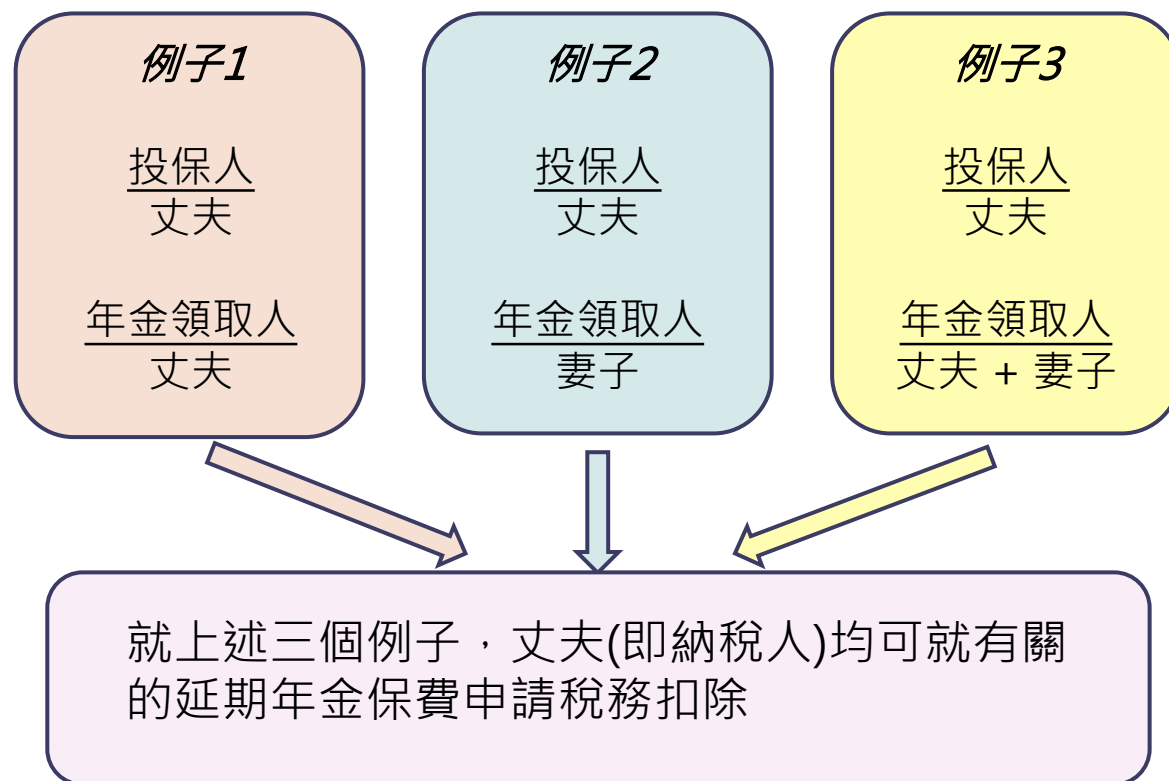 例子1
投保人
丈夫
年金領取人
丈夫
例子2
投保人
丈夫
年金領取人
妻子
例子3
投保人
丈夫
年金領取人
丈夫 + 妻子
就上述三個例子，丈夫(即納稅人)均可就有關
的延期年金保費申請稅務扣除